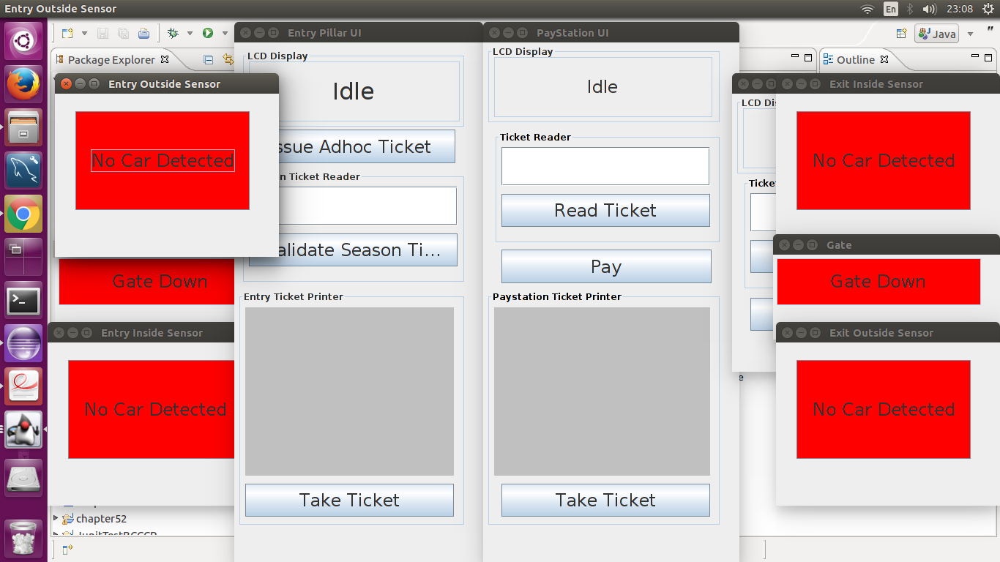 Entry Outside Sensor
En
23:08
Java
Package Explorer
Outline
Entry Pillar UI
LCD Display
Idle
ssue Adhoc Ticket
n Ticket Reader
alidate Season Ti...
Entry Ticket Printer
Take Ticket
PayStation UI
LCD Display
Idle
Ticket Reader
Read Ticket
Pay
Paystation Ticket Printer
Take Ticket
Entry Outside Sensor
No Car Detected
Gate Down
Entry Inside Sensor
No Car Detected
chapter52
LCD Di
Ticke
e
Exit Inside Sensor
No Car Detected
Gate
Gate Down
Exit Outside Sensor
No Car Detected